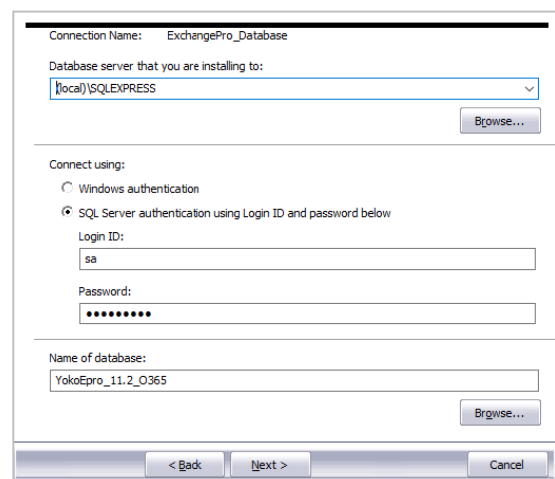 Connection Name: ExchangePro_Database
Database server that you are installing to:
(local)\SQLEXPRESS
Browse...
Connect using:
Windows authentication
SQL Server authentication using Login ID and password below
Login ID:
sa
Password:
●●●●●●●●●
Name of database:
YokoEpro_11.2_O365
Browse...
< Back Next > Cancel